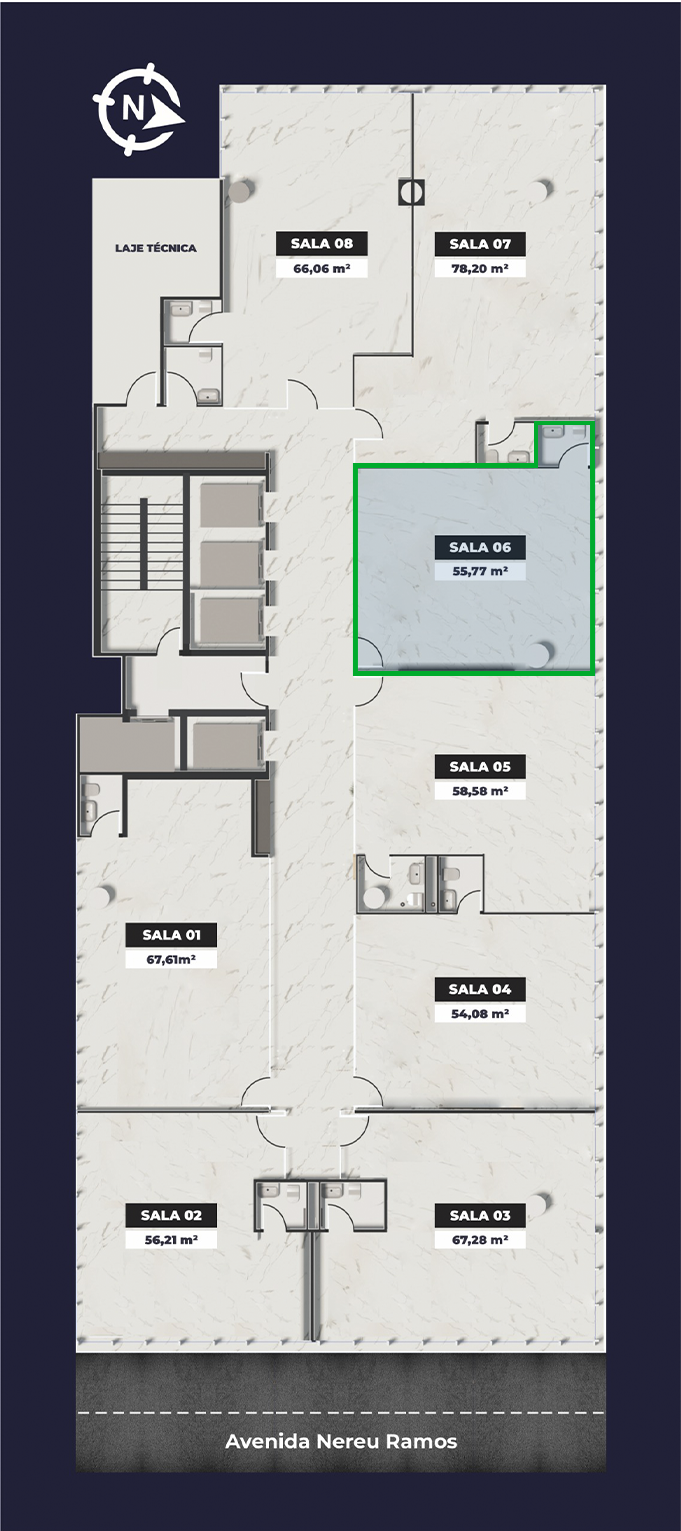 N
LAJE TÉCNICA
SALA 08
66,06 m²
SALA 07
78,20 m²
SALA 06
55,77 m²
SALA 05
58,58 m²
SALA 01
67,61m²
SALA 04
54,08 m²
SALA 02
56,21 m²
SALA 03
67,28 m²
Avenida Nereu Ramos